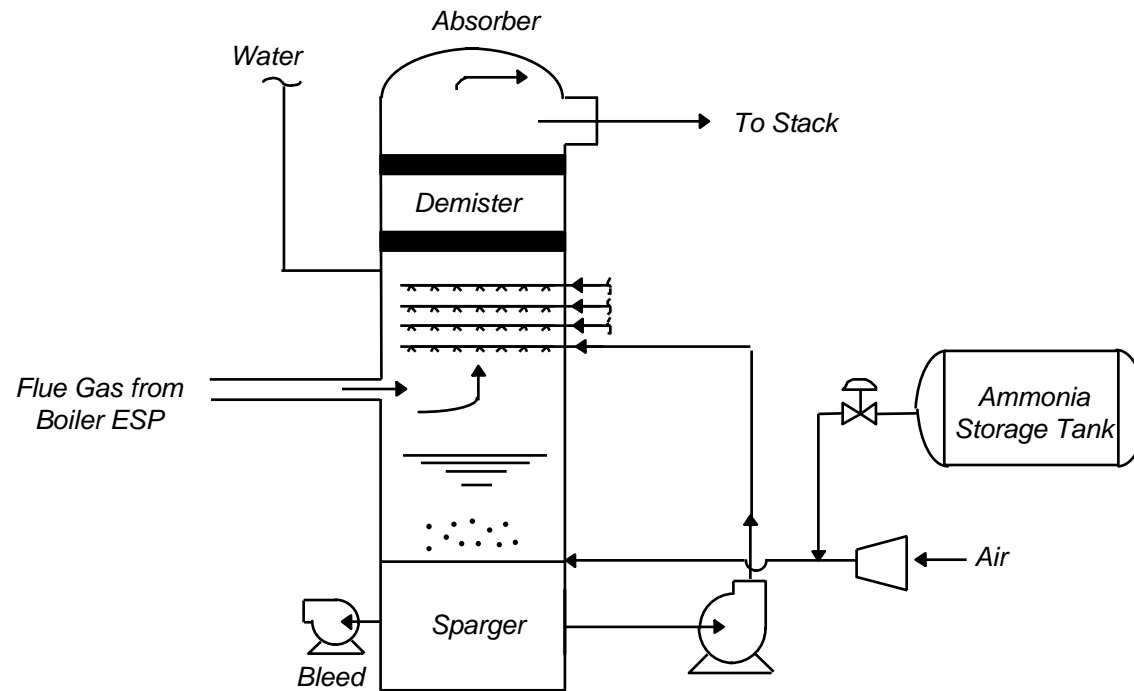 Absorber
Water
To Stack
Demister
Flue Gas from
Boiler ESP
Ammonia
Storage Tank
Air
Sparger
Bleed